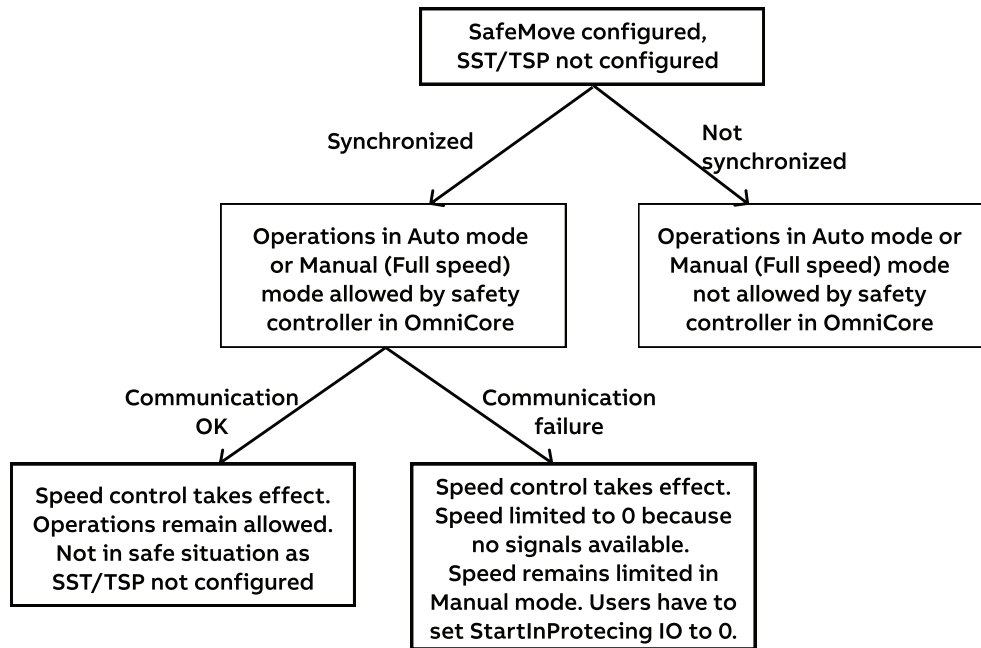 SafeMove configured,
SST/TSP not configured
Synchronized
Not
synchronized
Operations in Auto mode
or Manual (Full speed)
mode allowed by safety
controller in OmniCore
Operations in Auto mode or
Manual (Full speed) mode
not allowed by safety
controller in OmniCore
Communication
OK
Communication
failure
Speed control takes effect.
Operations remain allowed.
Not in safe situation as
SST/TSP not configured
Speed control takes effect.
Speed limited to 0 because
no signals available.
Speed remains limited in
Manual mode. Users have to
set StartInProtecing IO to 0.